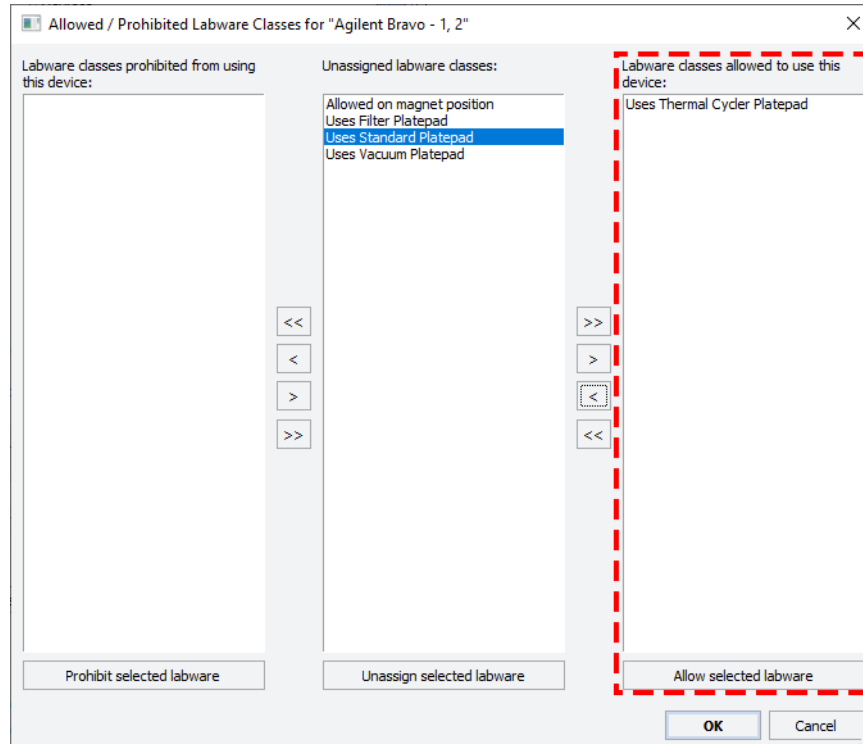 Allowed / Prohibited Labware Classes for "Agilent Bravo - 1, 2"
Labware classes prohibited from using
this device:
Unassigned labware classes:
Allowed on magnet position
Uses Filter Platepad
Uses Standard Platepad
Uses Vacuum Platepad
Labware classes allowed to use this
device:
Uses Thermal Cycler Platepad
<<
<
>
>>
>>
>
<
<<
Prohibit selected labware
Unassign selected labware
Allow selected labware
OK
Cancel